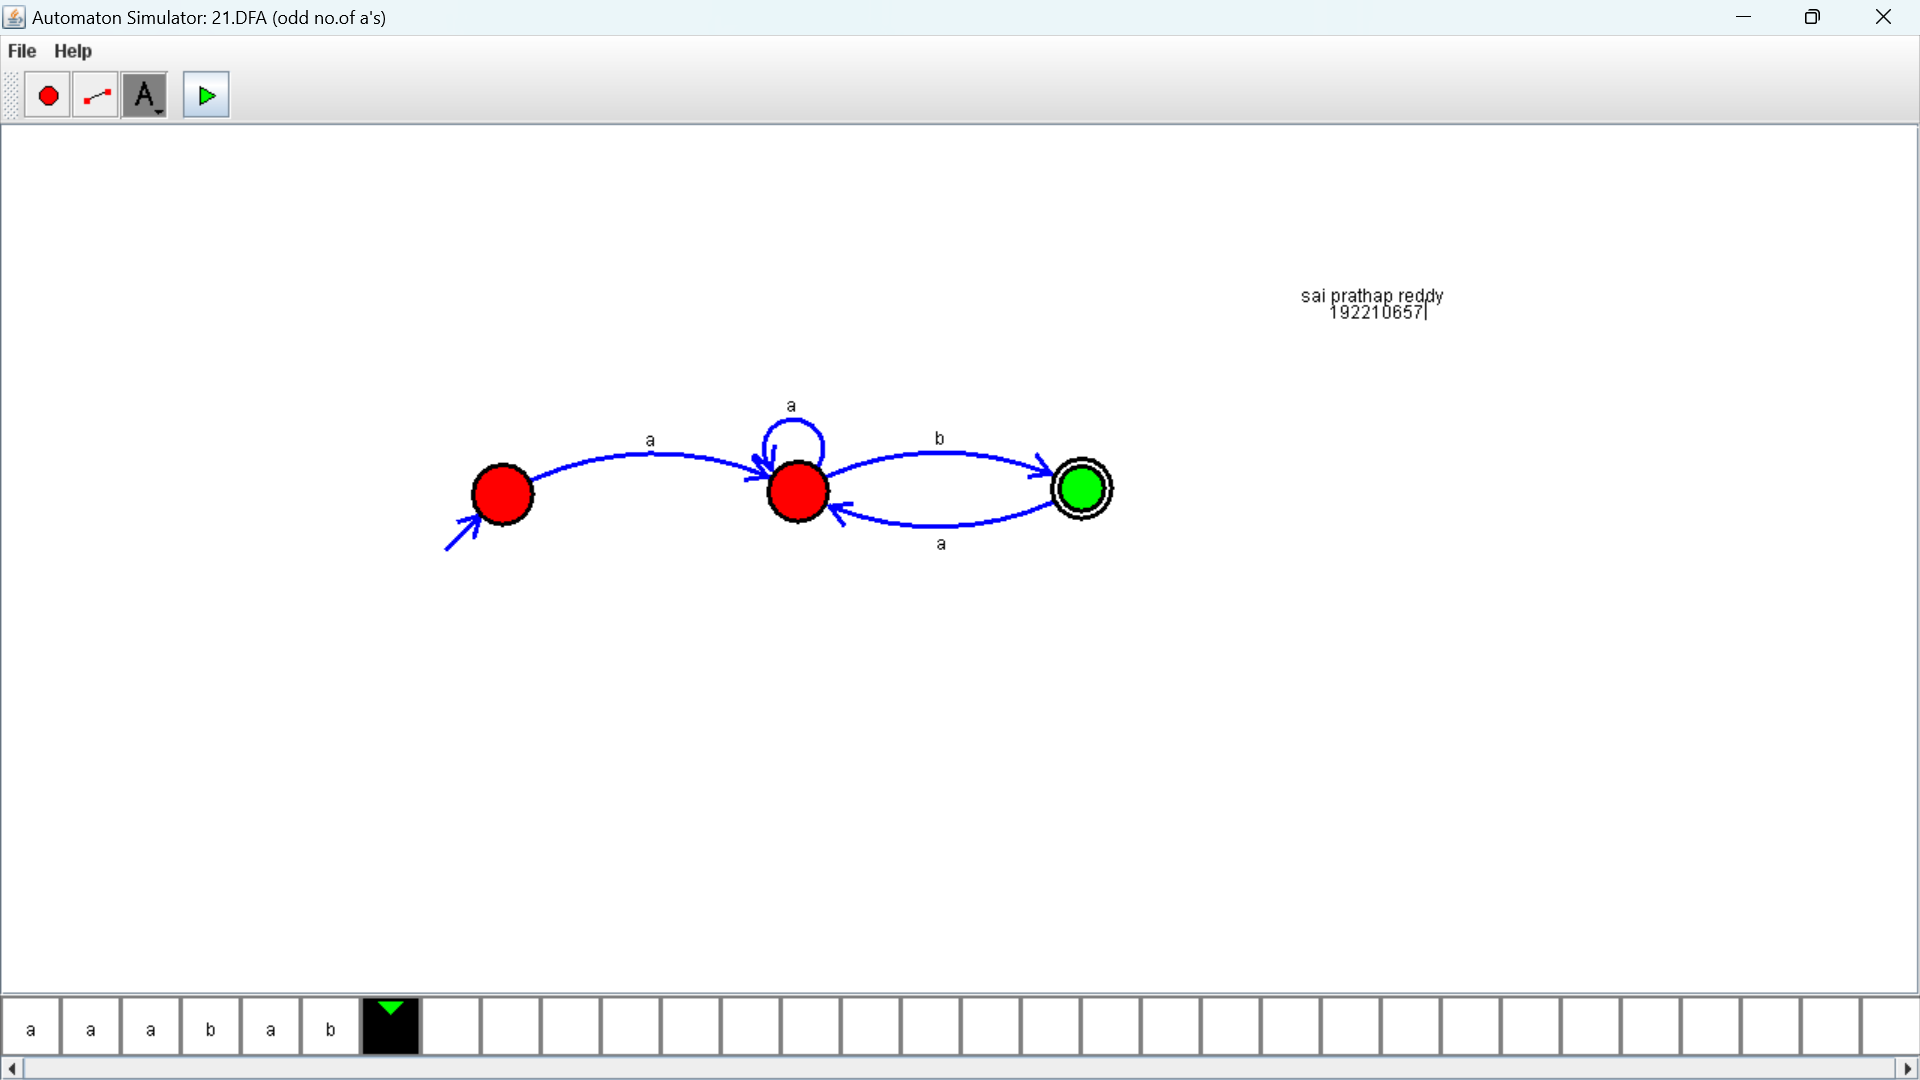 Automaton Simulator: 21.DFA (odd no.of a's)
File Help
A
sai prathap reddy
192210657
a
a b
a
a a a b a b